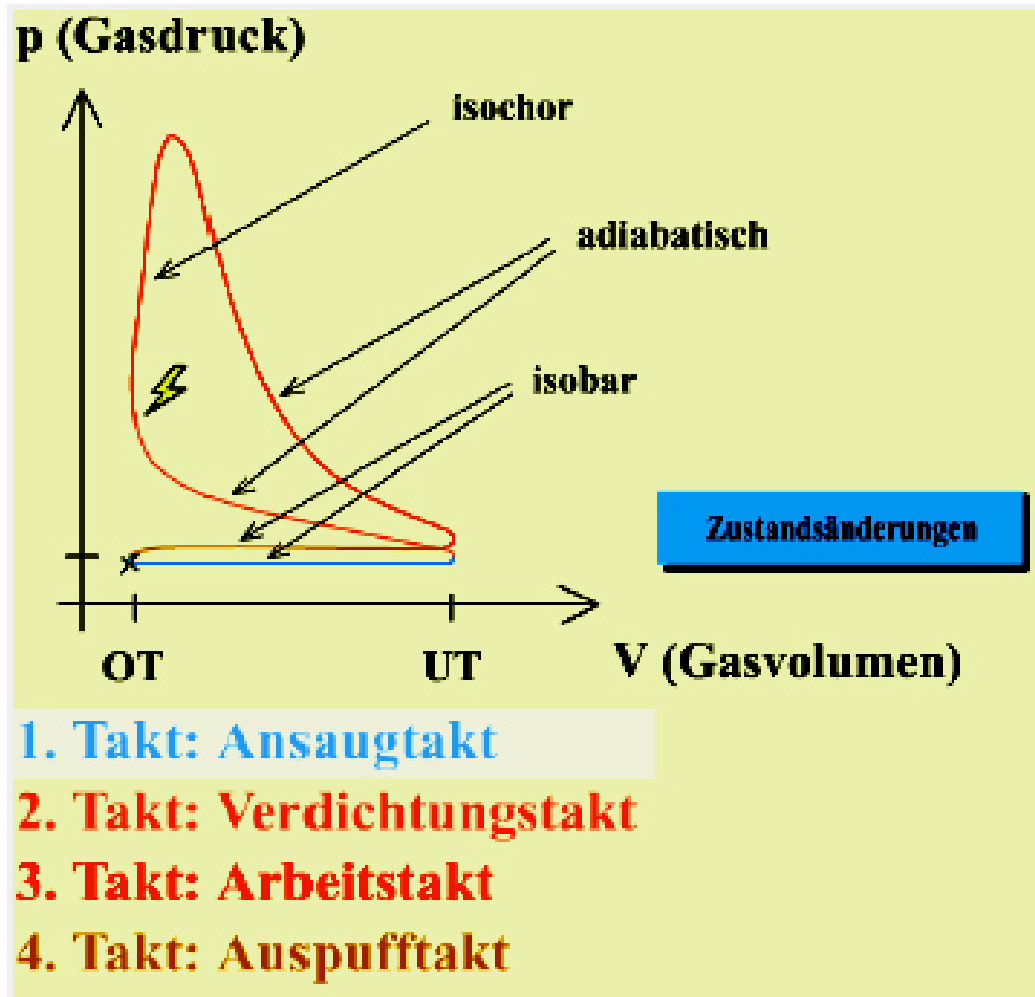 p (Gasdruck)
isochor
adiabatisch
isobar
Zustandsänderungen
OT
UT
V (Gasvolumen)
1. Takt: Ansaugtakt
2. Takt: Verdichtungstakt
3. Takt: Arbeitstakt
4. Takt: Auspufftakt